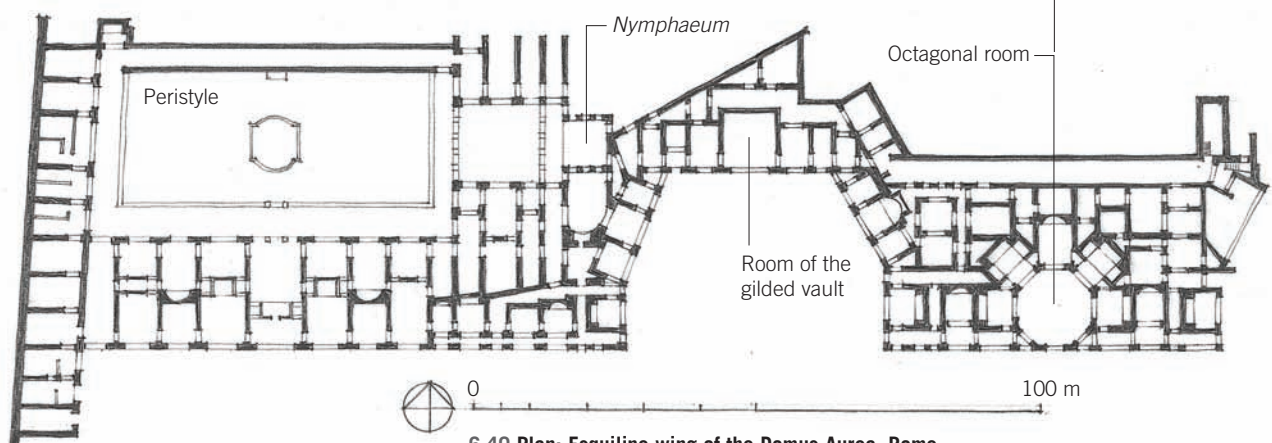 Nymphaeum
Octagonal room
Peristyle
Room of the
gilded vault
0
100 m
6.49 Plan: Esquiline wing of the Domus Aurea, Rome